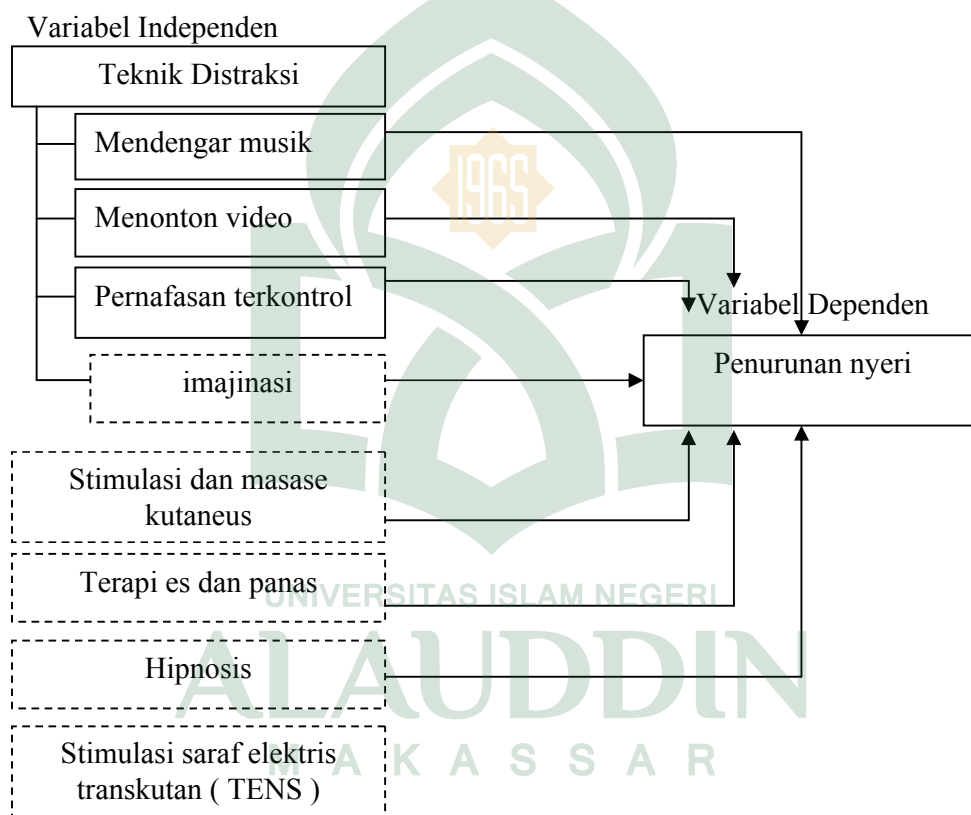 Variabel Independen
Teknik Distraksi
Mendengar musik
Menonton video
Pernafasan terkontrol
imajinasi
Stimulasi dan masase
kutaneus
Terapi es dan panas
Hipnosis
Stimulasi saraf elektris
transkutan ( TENS )
Variabel Dependen
Penurunan nyeri
1965
UNIVERSITAS ISLAM NEGERI
ALAUDDIN
MAKASSAR